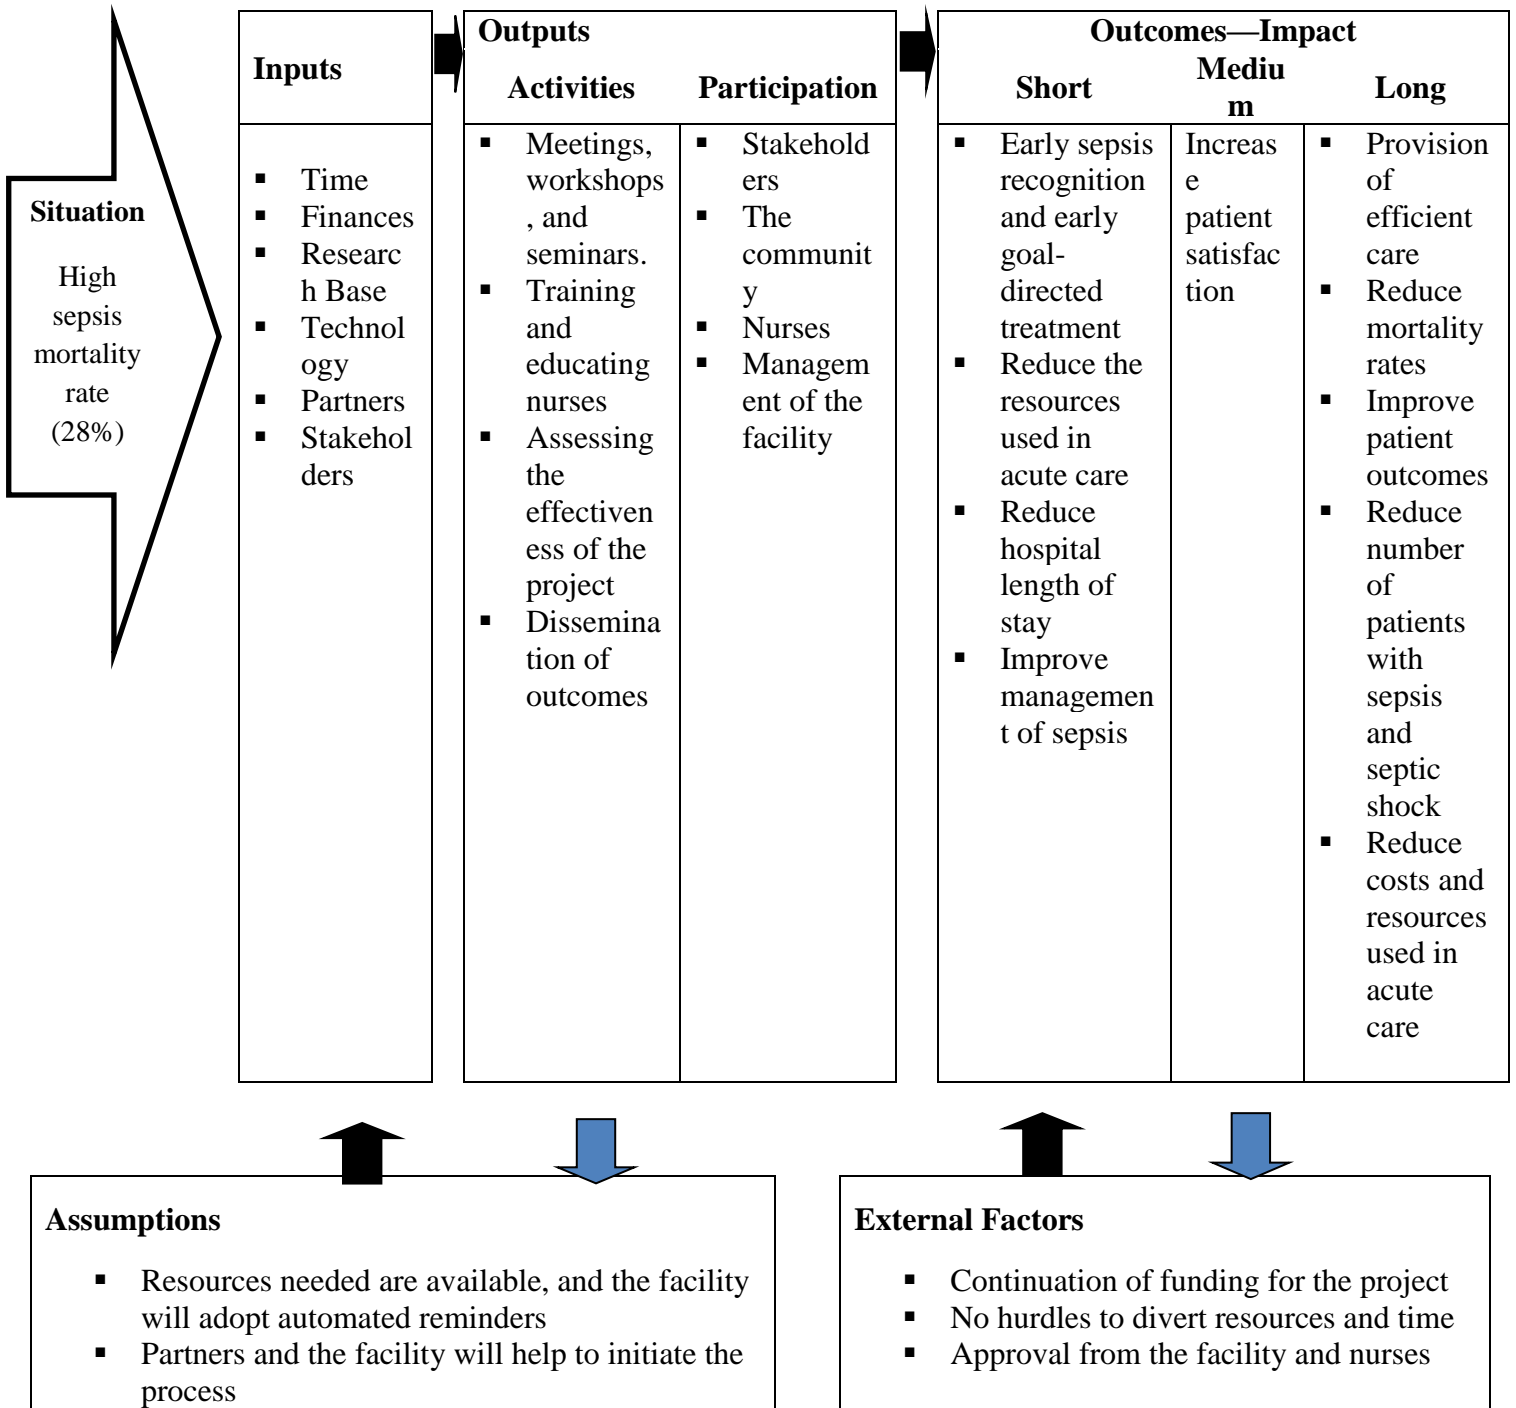 Situation
High
sepsis
mortality
rate
(28%)
Inputs
▪ Time
▪ Finances
▪ Researc
h Base
▪ Technol
ogy
▪ Partners
▪ Stakehol
ders
Outputs
Activities
▪ Meetings,
workshops
, and
seminars.
▪ Training
and
educating
nurses
▪ Assessing
the
effectiven
ess of the
project
▪ Dissemina
tion of
outcomes
Participation
▪ Stakehold
ers
▪ The
communit
y
▪ Nurses
▪ Managem
ent of the
facility
Outcomes—Impact
Short
▪ Early sepsis
recognition
and early
goal-
directed
treatment
▪ Reduce the
resources
used in
acute care
▪ Reduce
hospital
length of
stay
▪ Improve
managemen
t of sepsis
Mediu
m
Increas
e
patient
satisfac
tion
Long
▪ Provision
of
efficient
care
▪ Reduce
mortality
rates
▪ Improve
patient
outcomes
▪ Reduce
number
of
patients
with
sepsis
and
septic
shock
▪ Reduce
costs and
resources
used in
acute
care
Assumptions
▪ Resources needed are available, and the facility
will adopt automated reminders
▪ Partners and the facility will help to initiate the
process
External Factors
▪ Continuation of funding for the project
▪ No hurdles to divert resources and time
▪ Approval from the facility and nurses